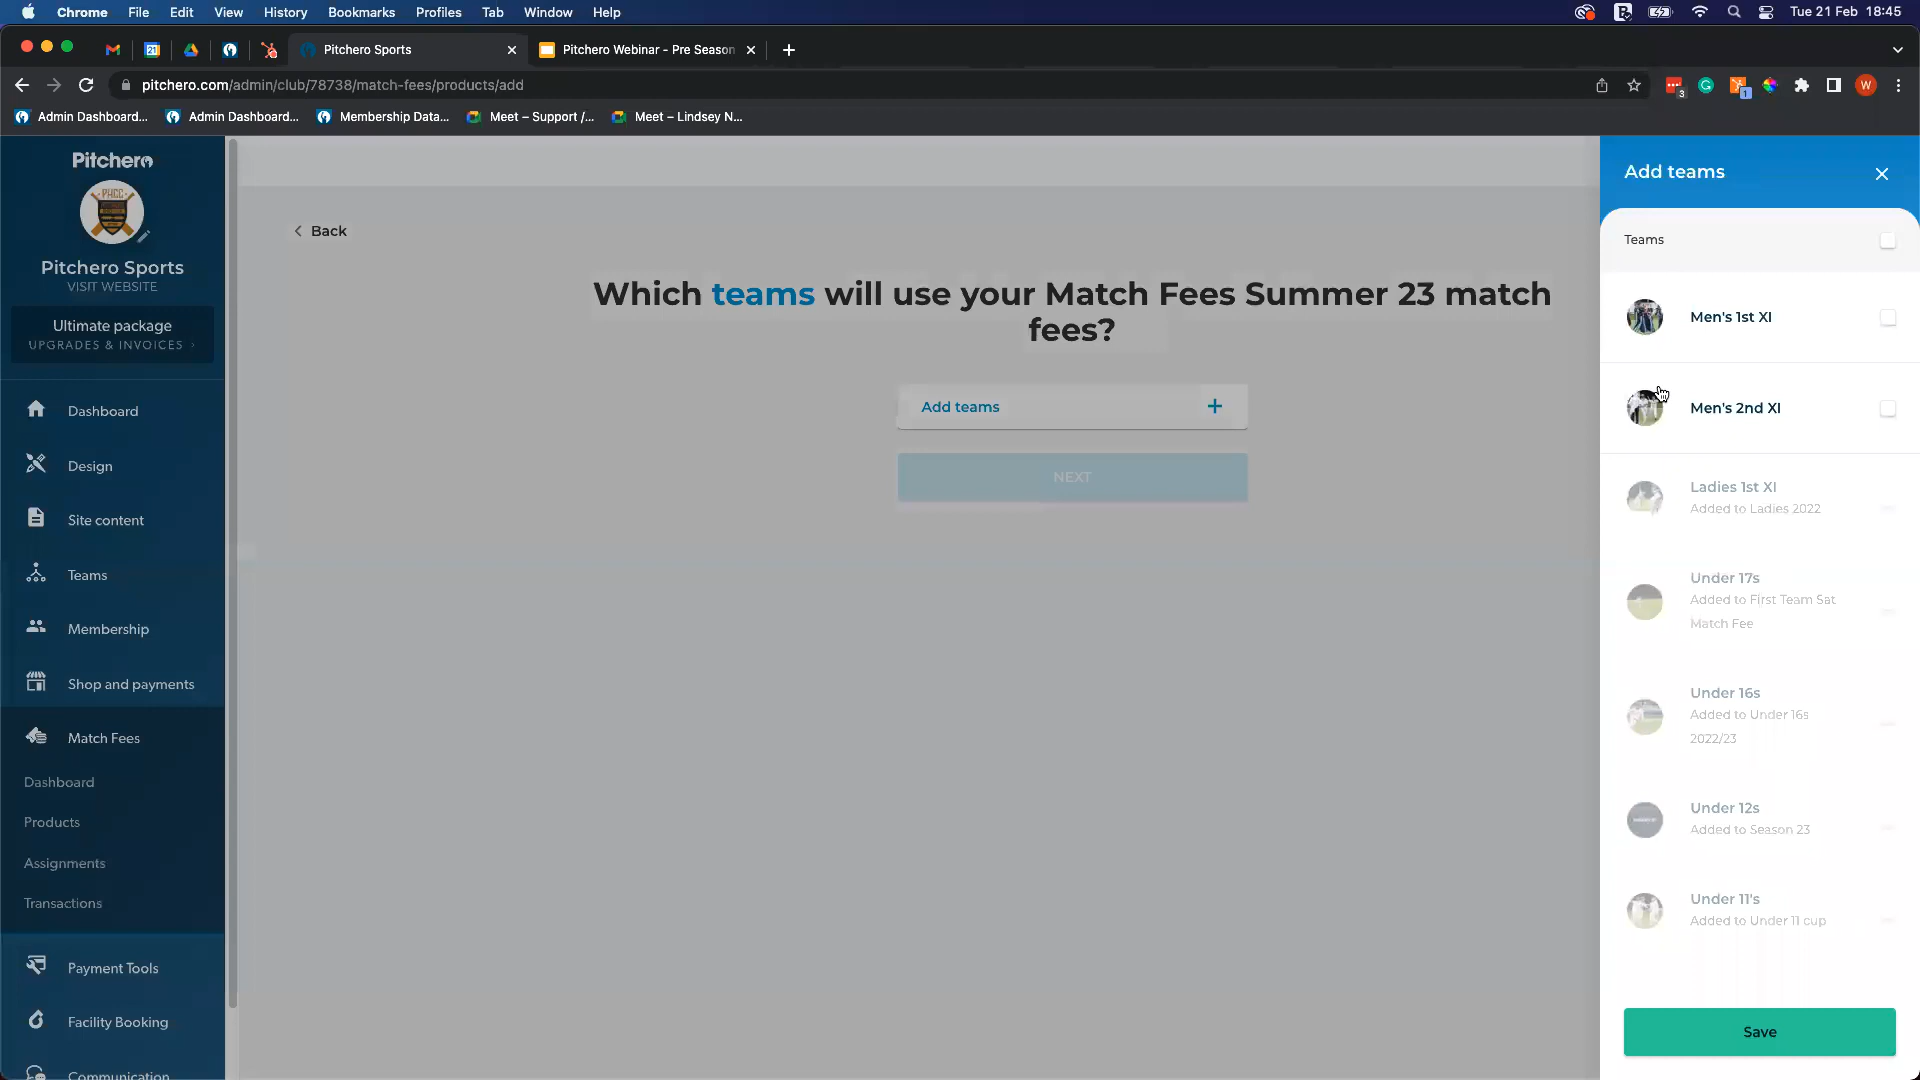 Chrome File Edit View History Bookmarks Profiles Tab Window Help Tue 21 Feb 18:45
Pitchero Sports Pitchero Webinar - Pre Season
pitchero.com/admin/club/78738/match-fees/products/add
Admin Dashboard... Admin Dashboard... Membership Data... Meet – Support /... Meet – Lindsey N...
Pitchero
Pitchero Sports
VISIT WEBSITE
Ultimate package
UPGRADES & INVOICES
Dashboard
Design
Site content
Teams
Membership
Shop and payments
Match Fees
Dashboard
Products
Assignments
Transactions
Payment Tools
Facility Booking
Communication
Back
Which teams will use your Match Fees Summer 23 match
fees?
Add teams
NEXT
Add teams
Teams
Men's 1st XI
Men's 2nd XI
Ladies 1st XI
Added to Ladies 2022
Under 17s
Added to First Team Sat
Match Fee
Under 16s
Added to Under 16s
2022/23
Under 12s
Added to Season 23
Under 11's
Added to Under 11 cup
Save